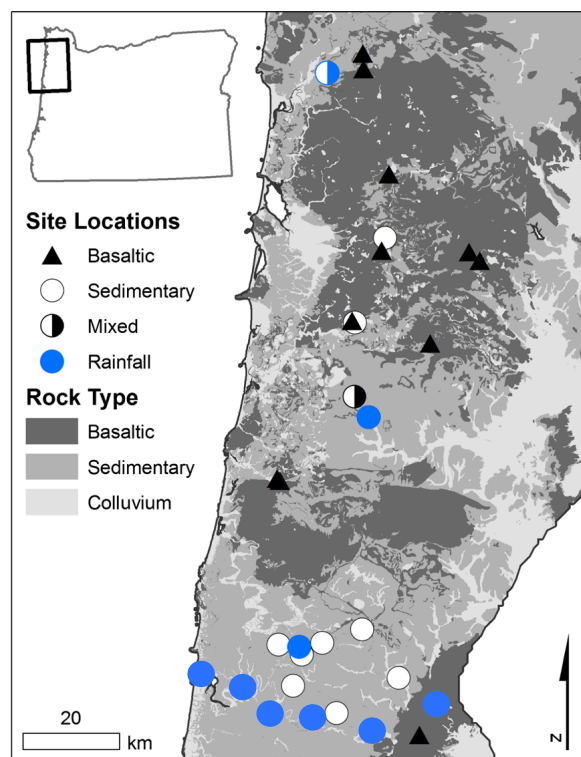 Site Locations
Basaltic
Sedimentary
Mixed
Rainfall
Rock Type
Basaltic
Sedimentary
Colluvium
20
km
N